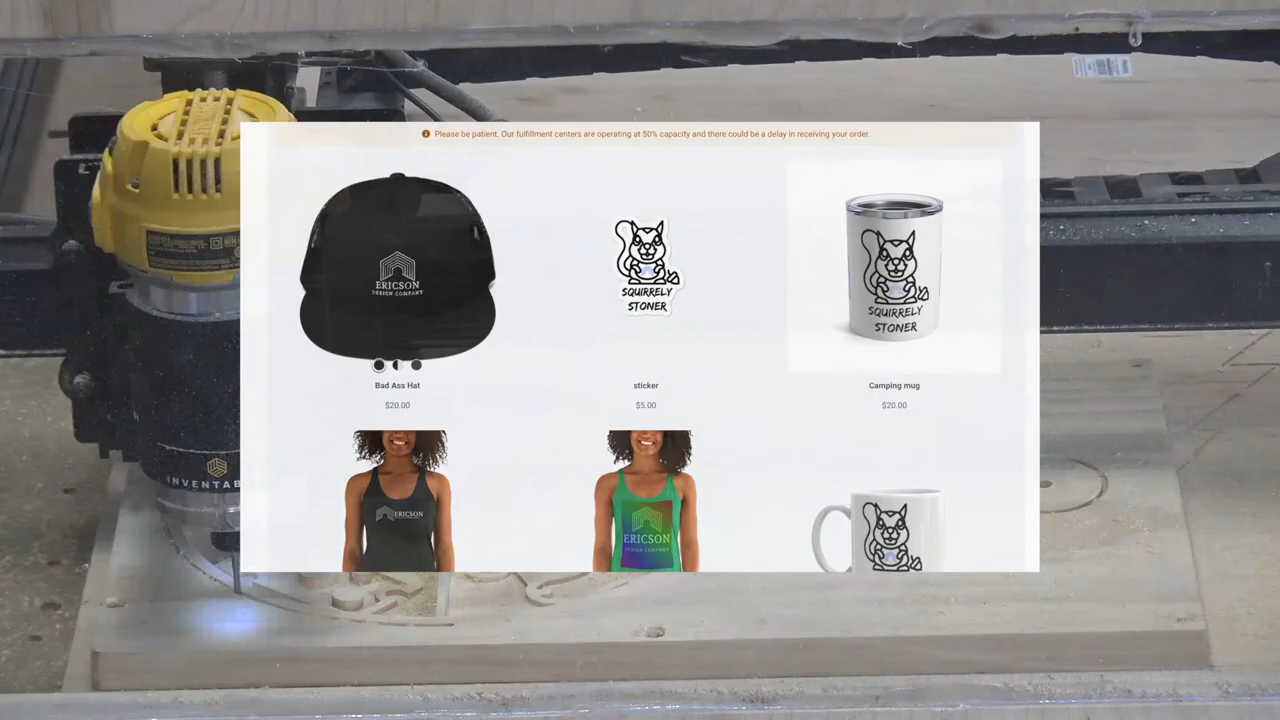 Please be patient. Our fulfillment centers are operating at 50% capacity and there could be a delay in receiving your order.
ERICSON
DESIGN COMPANY
SQUIRRELY
STONER
SQUIRRELY
STONER
Bad Ass Hat
sticker
Camping mug
$20.00
$5.00
$20.00
INVENTAB
ERICSON
ERICSON
DESIGN COMPANY